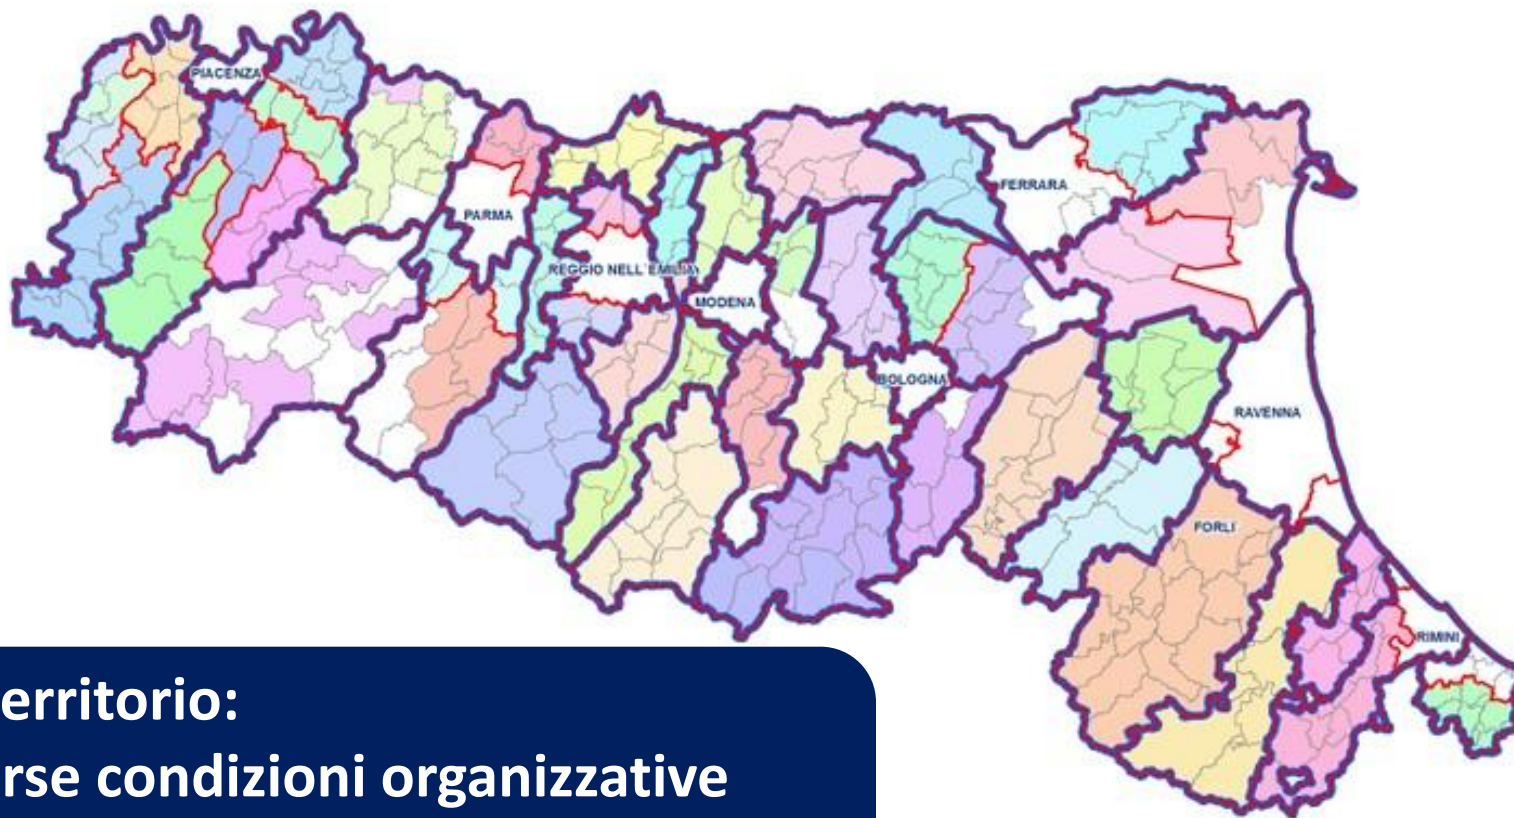 PIACENZA
FERRARA
PARMA
REGGIO NELL'EMILIA
MODENA
BOLOGNA
RAVENNA
FORLI
RIMINI
erritorio:
rse condizioni organizzative